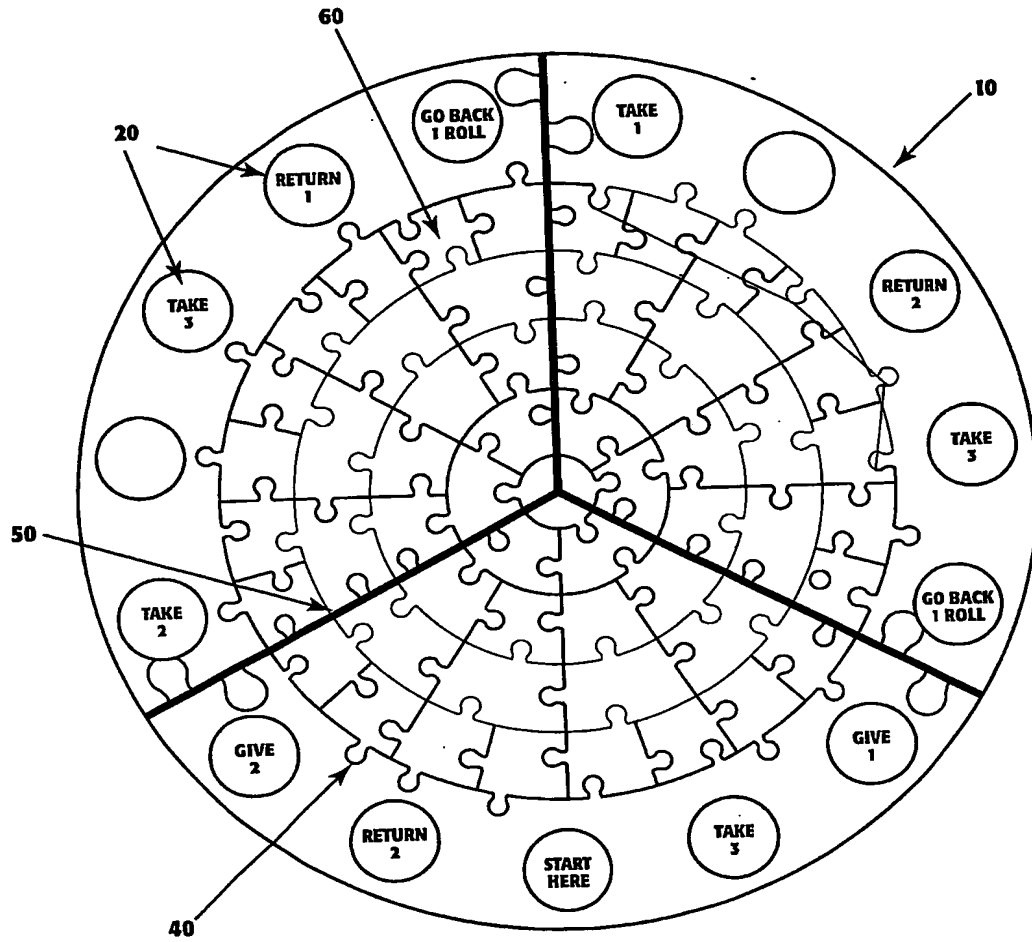 60
10
20
GO BACK
1 ROLL
TAKE
1
RETURN
1
RETURN
2
TAKE
3
TAKE
3
50
TAKE
2
GO BACK
1 ROLL
GIVE
2
GIVE
1
RETURN
2
START
HERE
TAKE
3
40